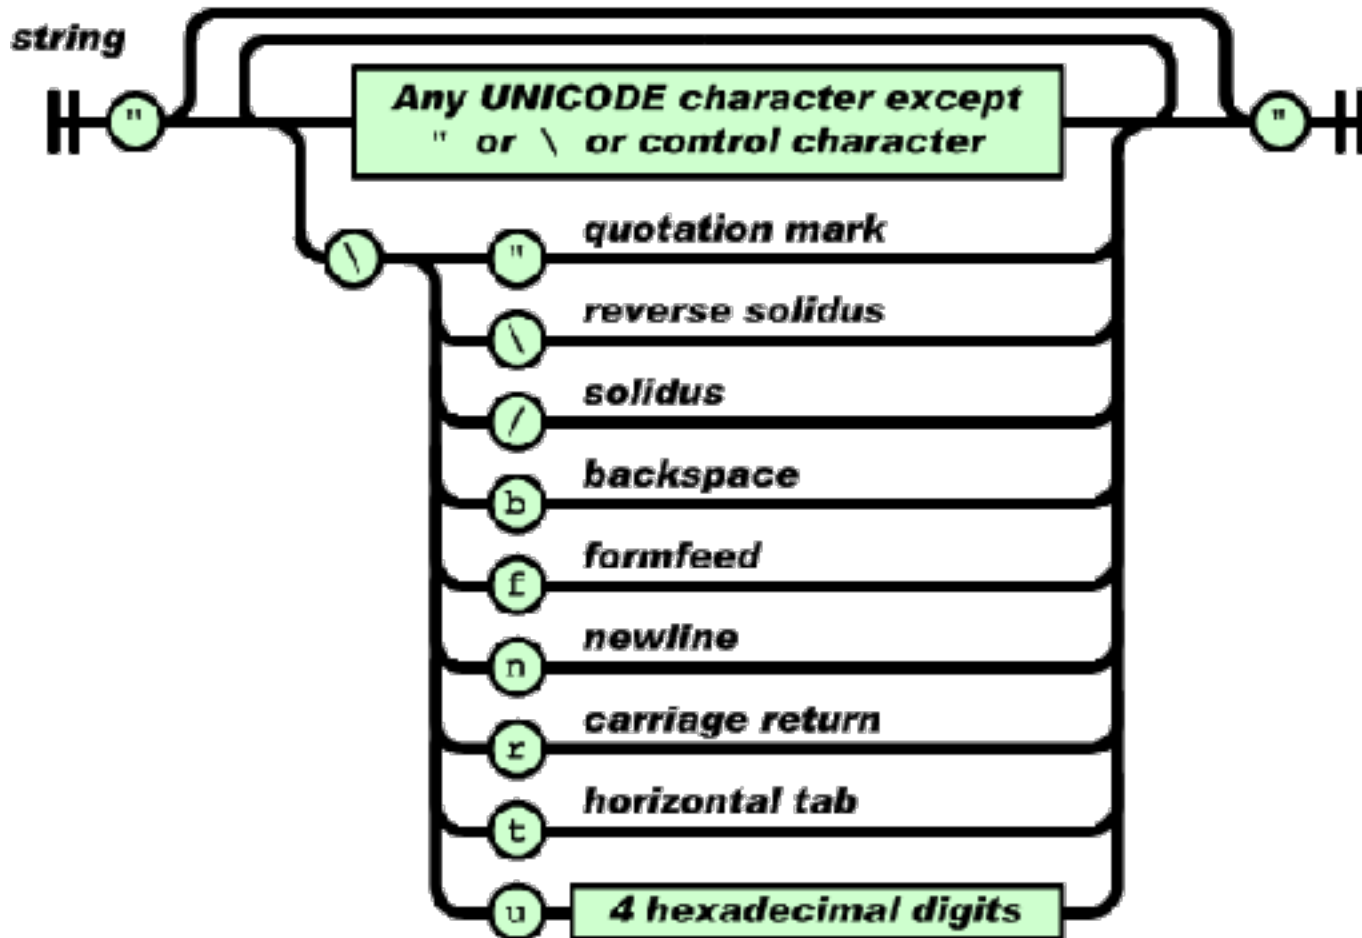 string
"
Any UNICODE character except
" or \ or control character
"
\
" quotation mark
\ reverse solidus
/ solidus
b backspace
f formfeed
n newline
r carriage return
t horizontal tab
u 4 hexadecimal digits